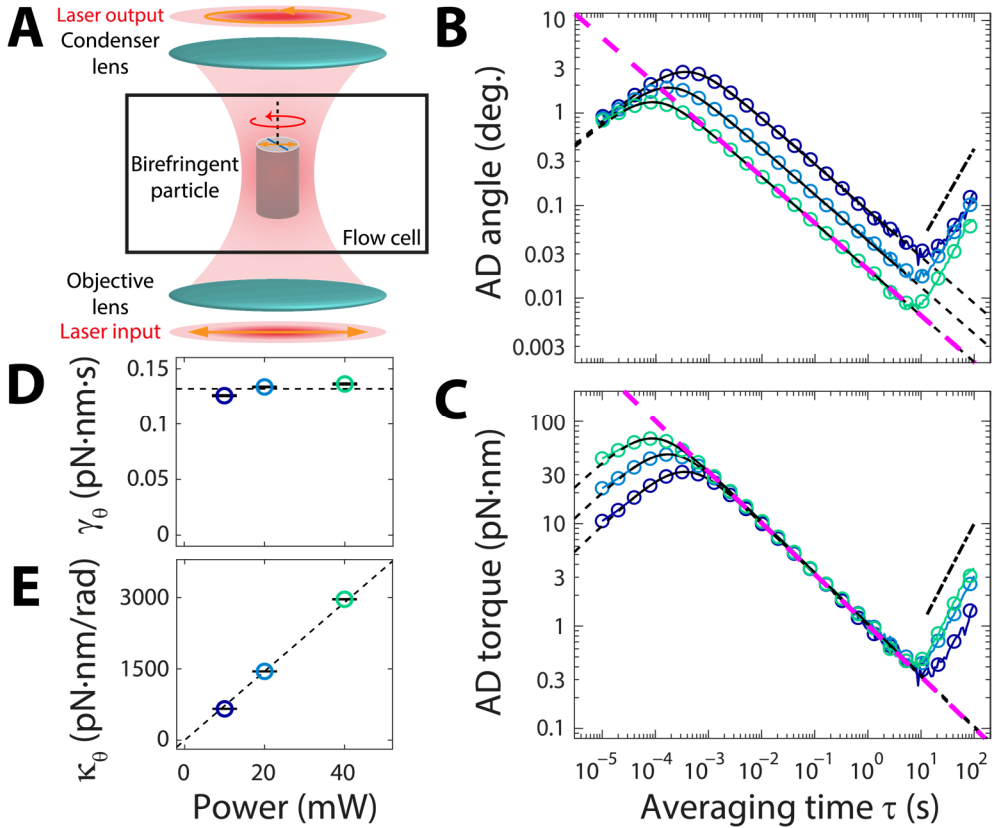 A
Laser output
Condenser
lens
Birefringent
particle
Flow cell
Objective
lens
Laser input
B
AD angle (deg.)
10
3
1
0.3
0.1
0.03
0.01
0.003
D
γθ (pN·nm·s)
0.15
0.1
0.05
0
E
κθ (pN·nm/rad)
3000
1500
0
0
20
40
Power (mW)
C
AD torque (pN·nm)
100
30
10
3
1
0.3
0.1
10⁻⁵
10⁻⁴
10⁻³
10⁻²
10⁻¹
10⁰
10¹
10²
Averaging time τ (s)